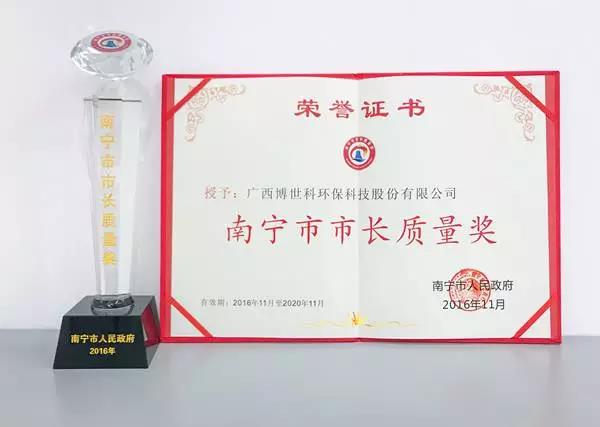 南宁市市长质量奖
南宁市人民政府
2016年
荣誉证书
授予：广西博世科环保科技股份有限公司
南宁市市长质量奖
南宁市人民政府
2016年11月
有效期：2016年11月至2020年11月